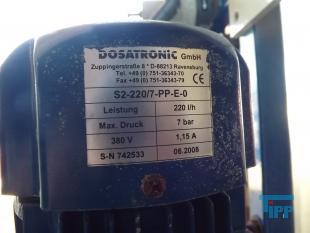 DOSATRONIC GmbH
Zuppingerstraße 8 * D-88213 Ravensburg
Tel. +49 (0) 751-36343-70
Fax +49 (0) 751-36343-79
CE
S2-220/7-PP-E-0
Leistung 220 l/h
Max. Druck 7 bar
380 V 1,15 A
S-N 742533 06.2008
TIPP